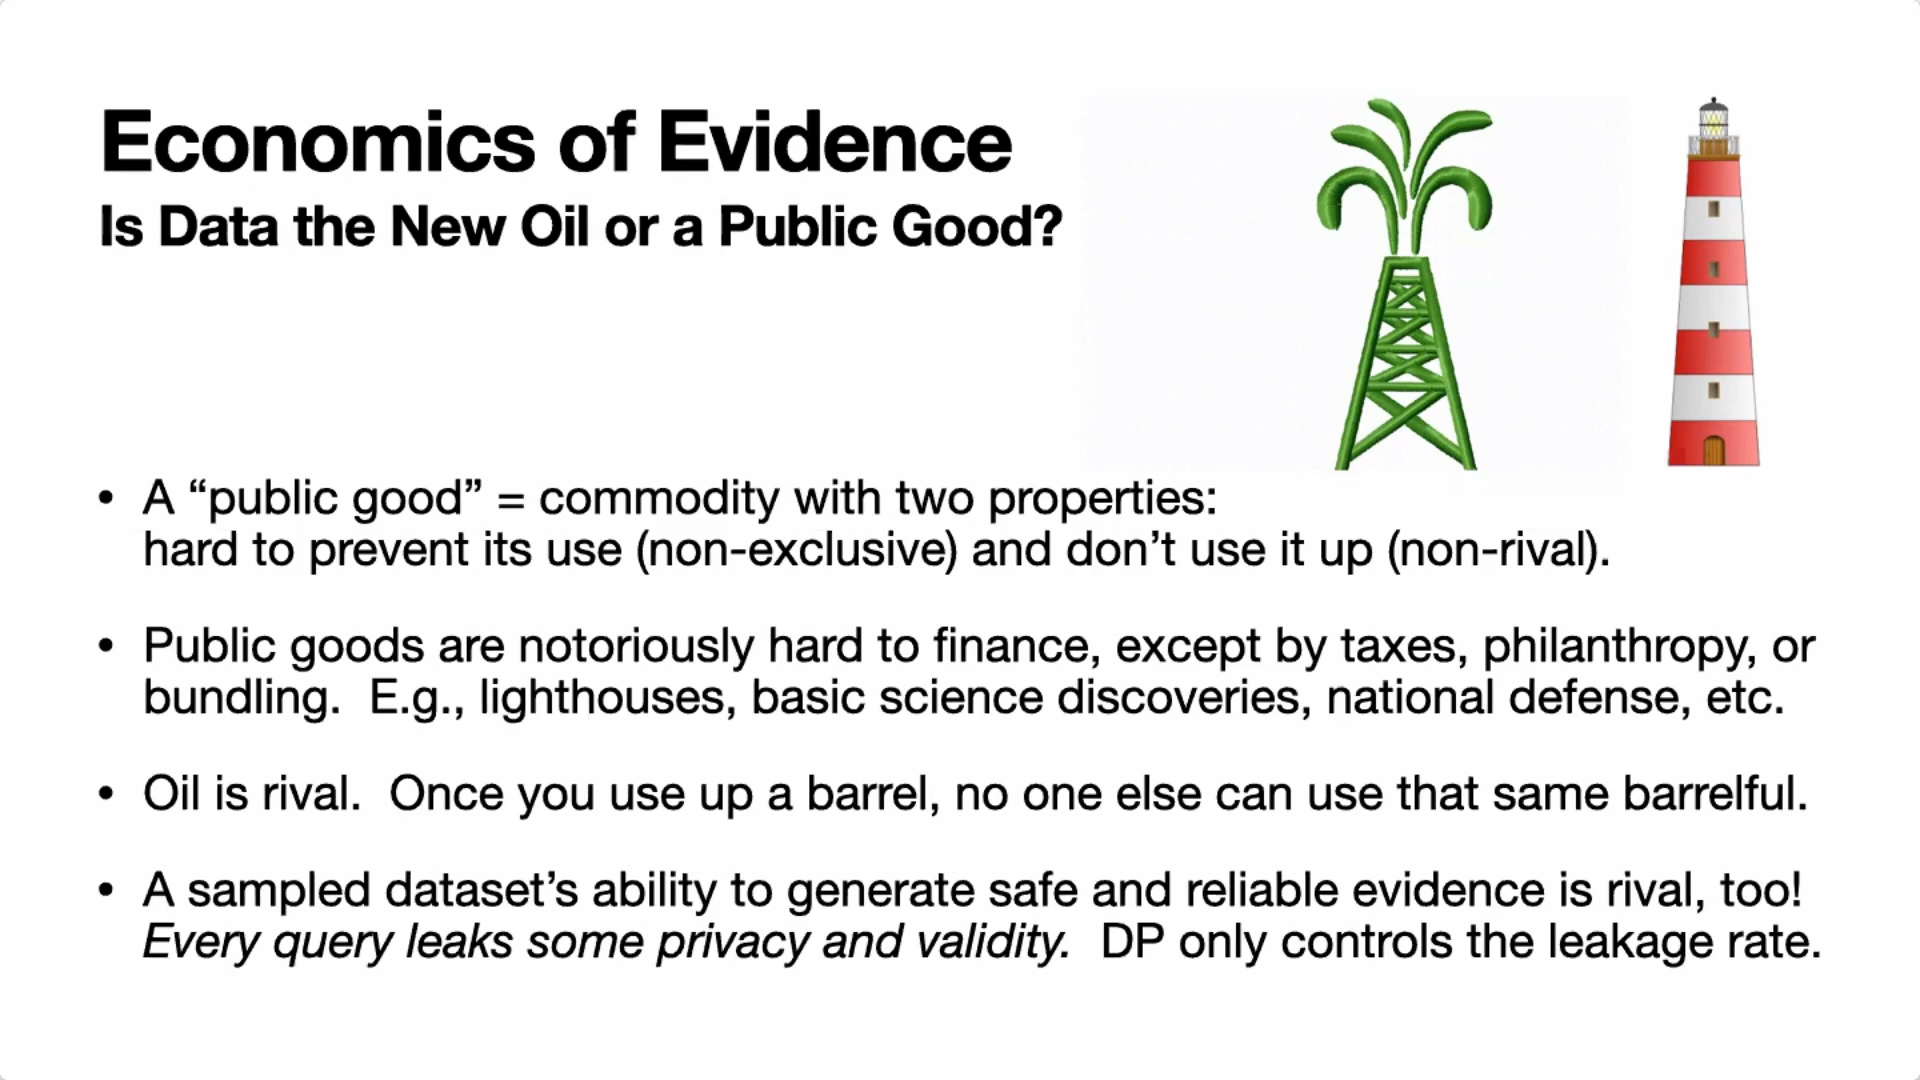 Economics of Evidence
Is Data the New Oil or a Public Good?
• A “public good” = commodity with two properties:
hard to prevent its use (non-exclusive) and don’t use it up (non-rival).
• Public goods are notoriously hard to finance, except by taxes, philanthropy, or
bundling.  E.g., lighthouses, basic science discoveries, national defense, etc.
• Oil is rival.  Once you use up a barrel, no one else can use that same barrelful.
• A sampled dataset’s ability to generate safe and reliable evidence is rival, too!
Every query leaks some privacy and validity.  DP only controls the leakage rate.